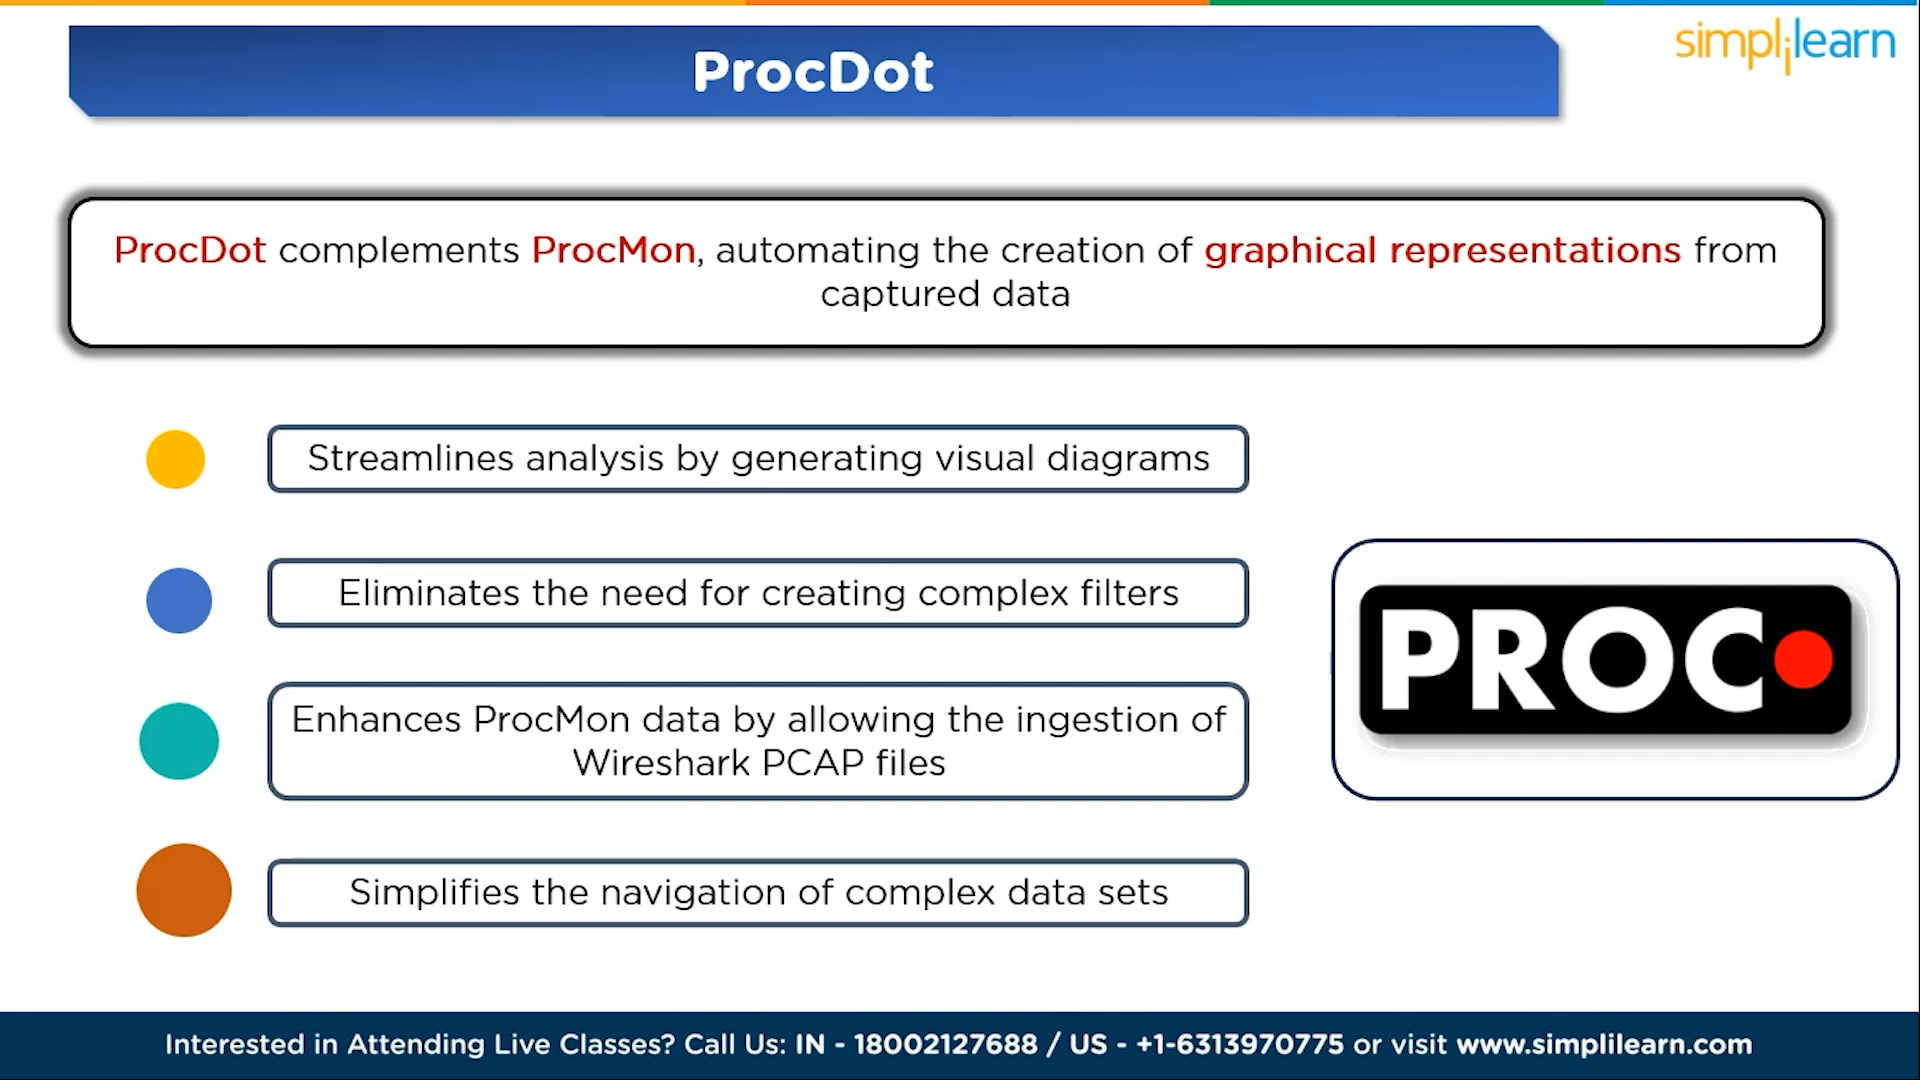 simplilearn
ProcDot
ProcDot complements ProcMon, automating the creation of graphical representations from
captured data
Streamlines analysis by generating visual diagrams
Eliminates the need for creating complex filters
Enhances ProcMon data by allowing the ingestion of
Wireshark PCAP files
Simplifies the navigation of complex data sets
PROC
Interested in Attending Live Classes? Call Us: IN - 18002127688 / US - +1-6313970775 or visit www.simplilearn.com